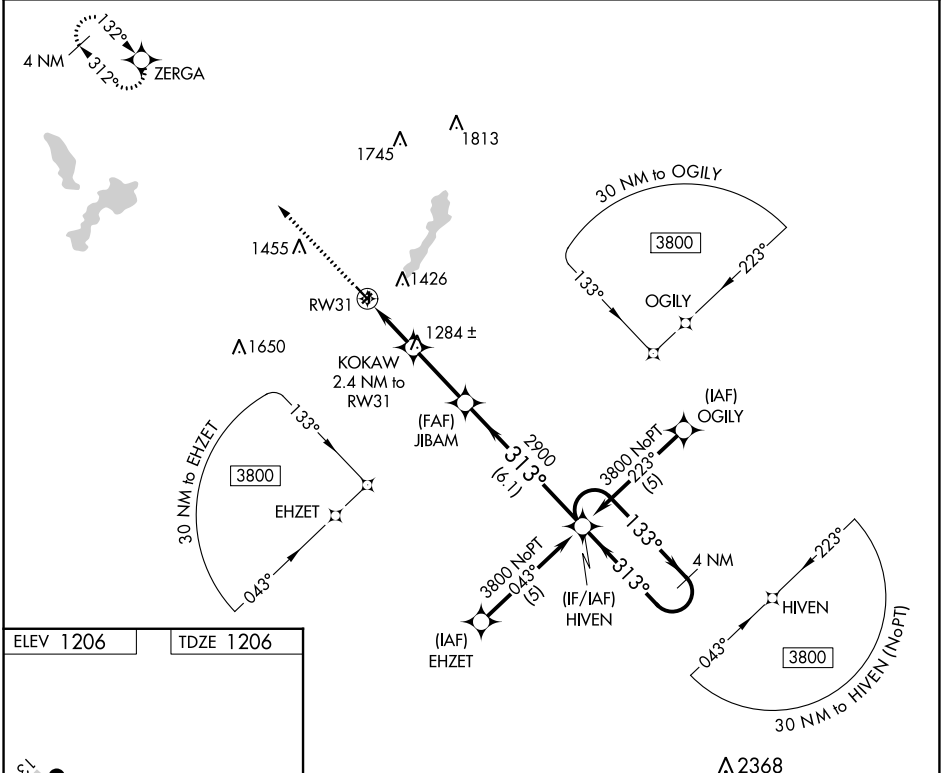 132°
4 NM
312°
ZERGA
1745
1813
30 NM to OGILY
3800
1455
133°
223°
1426
OGILY
RW31
1284 ±
1650
KOKAW
2.4 NM to
RW31
(IAF)
OGILY
(FAF)
JIBAM
133°
30 NM to EHZET
3800
2900
313°
(6.1)
3800 NoPT
223°
(5)
EHZET
133°
223°
043°
3800 NoPT
043°
(5)
4 NM
313°
(IF/IAF)
HIVEN
HIVEN
043°
3800
30 NM to HIVEN (NoPT)
(IAF)
EHZET
ELEV 1206
TDZE 1206
13
2368